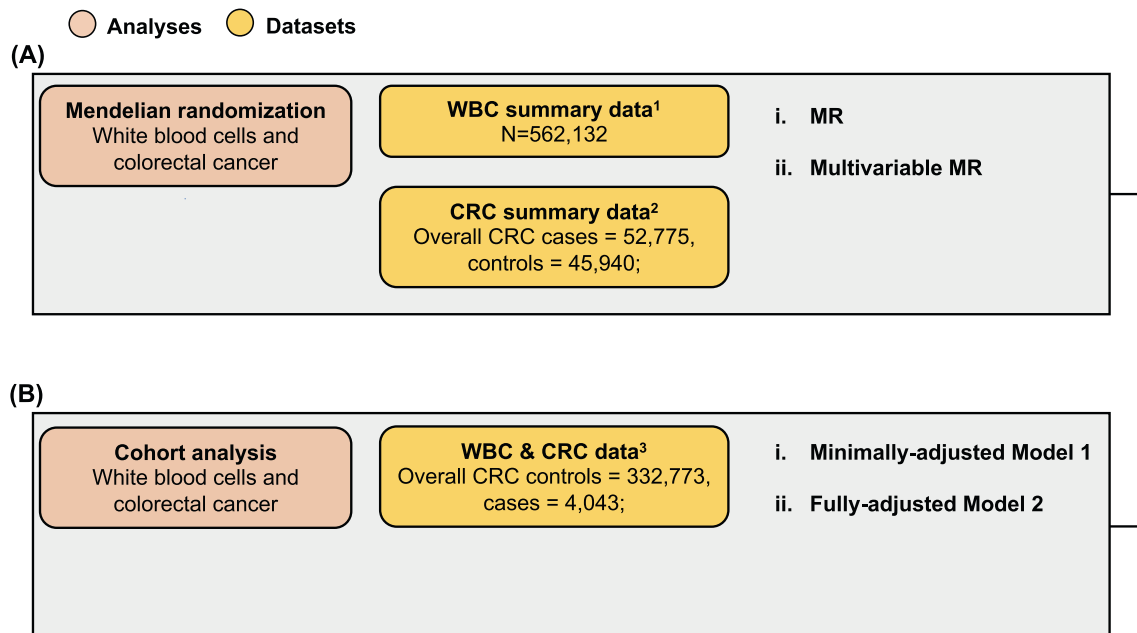 Analyses
Datasets
(A)
Mendelian randomization
White blood cells and
colorectal cancer
WBC summary data¹
N=562,132
CRC summary data²
Overall CRC cases = 52,775,
controls = 45,940;
i. MR
ii. Multivariable MR
(B)
Cohort analysis
White blood cells and
colorectal cancer
WBC & CRC data³
Overall CRC controls = 332,773,
cases = 4,043;
i. Minimally-adjusted Model 1
ii. Fully-adjusted Model 2